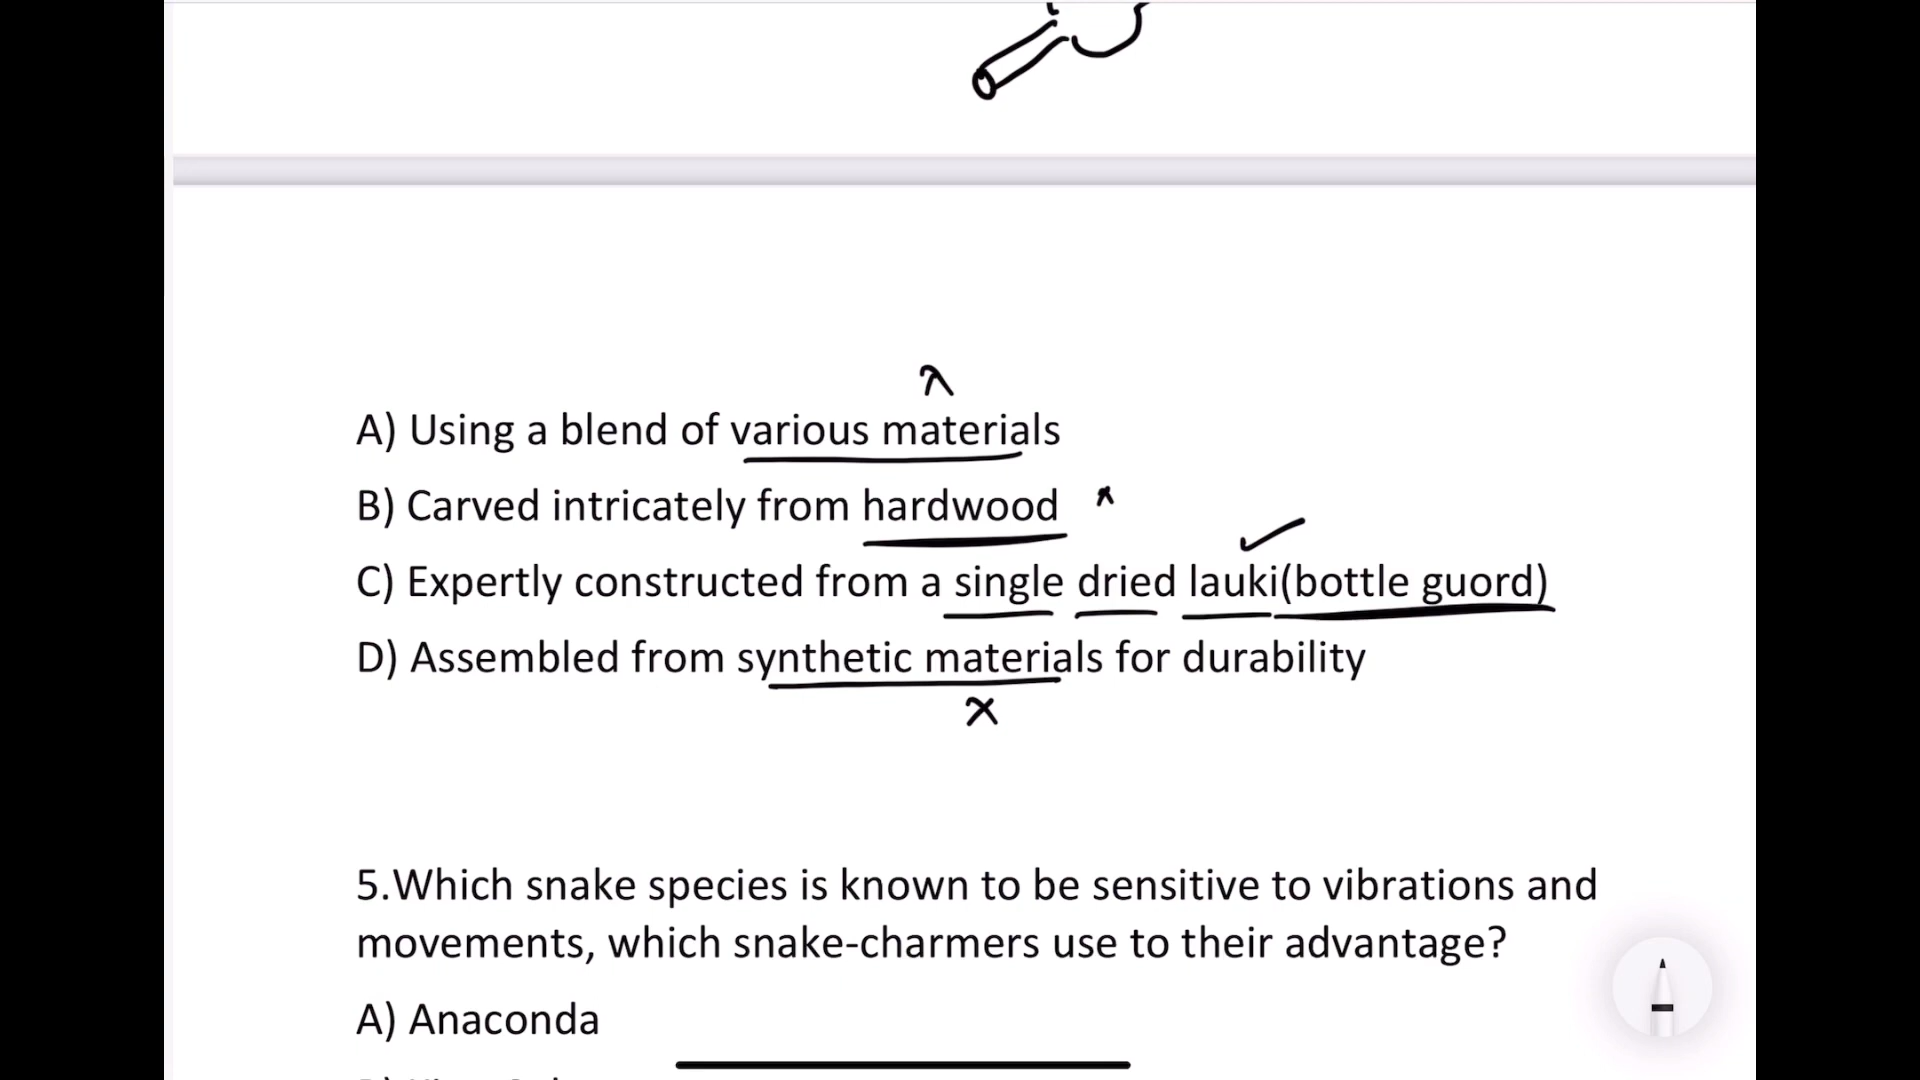 A) Using a blend of various materials
B) Carved intricately from hardwood
C) Expertly constructed from a single dried lauki(bottle guord)
D) Assembled from synthetic materials for durability
5.Which snake species is known to be sensitive to vibrations and
movements, which snake-charmers use to their advantage?
A) Anaconda